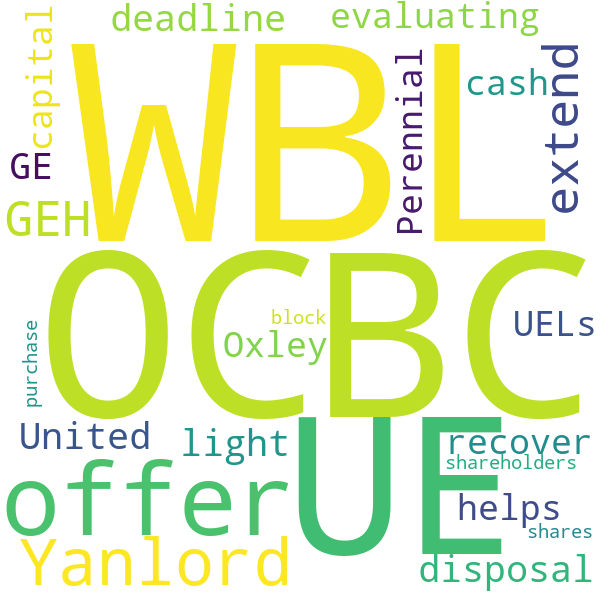 deadline
evaluating
capital
WBL
Perennial
cash
extend
GE
GEH
OCBC
block
Oxley
UELs
purchase
United
light
UE
recover
shareholders
offer
helps
shares
Yanlord
disposal